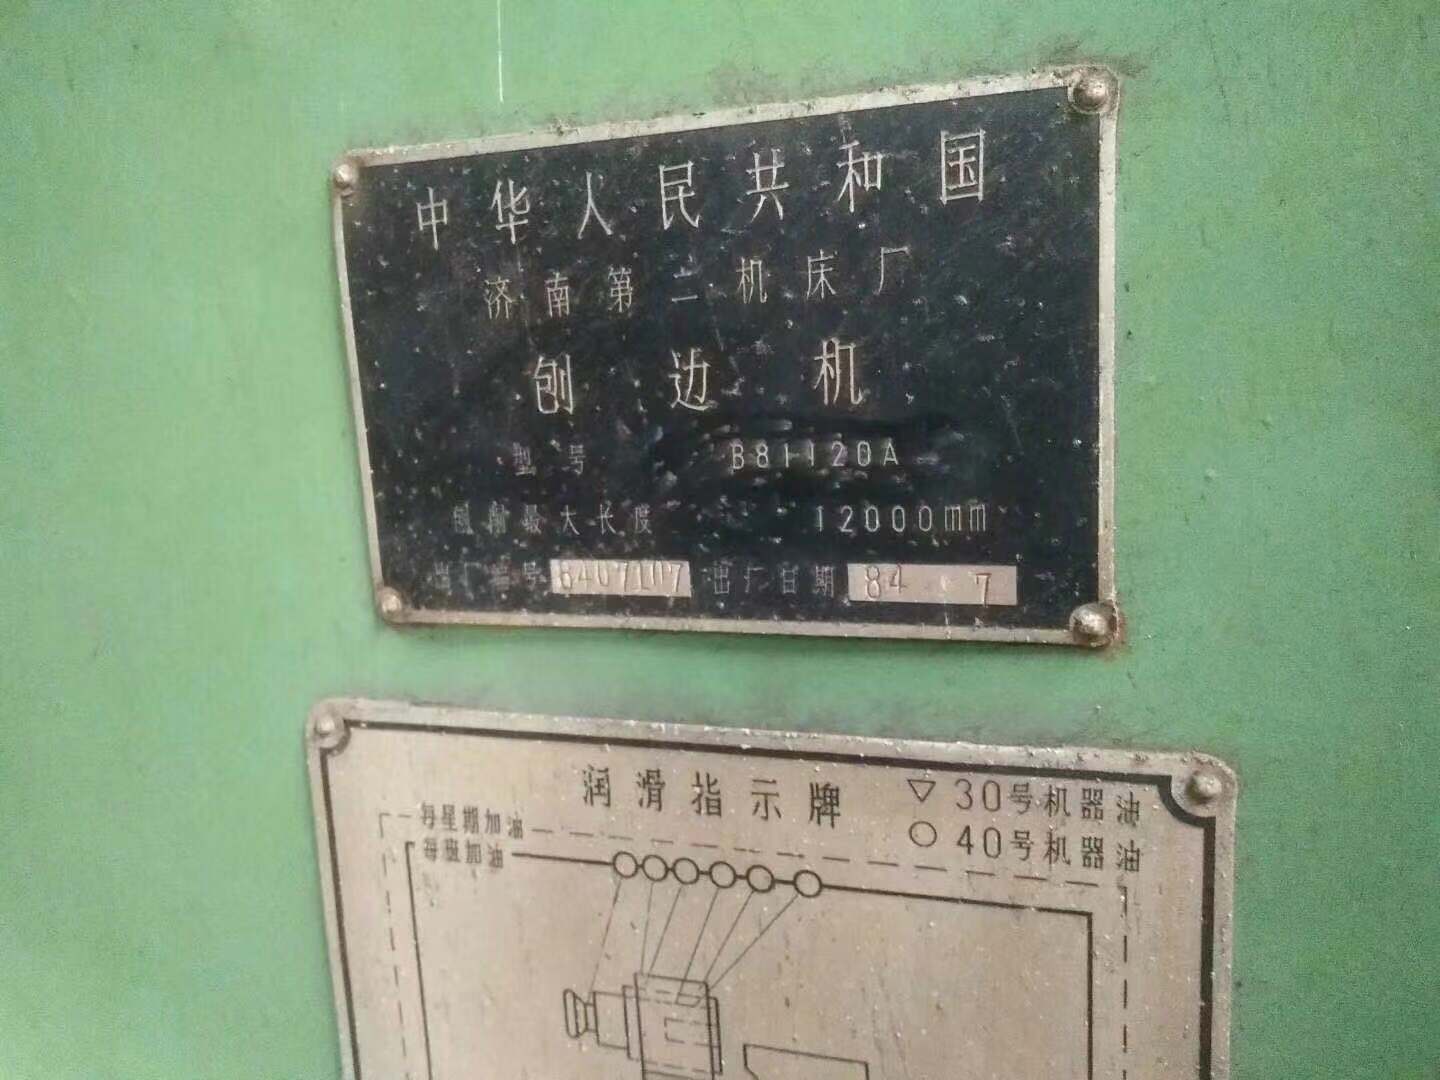 中华人民共和国
济南第二机床厂
刨边机
型号 B81120A
刨削最大长度 12000mm
出厂编号 8407107 出厂日期 84 7
润滑指示牌
▽30号机器油
○40号机器油
每星期加油
每班加油